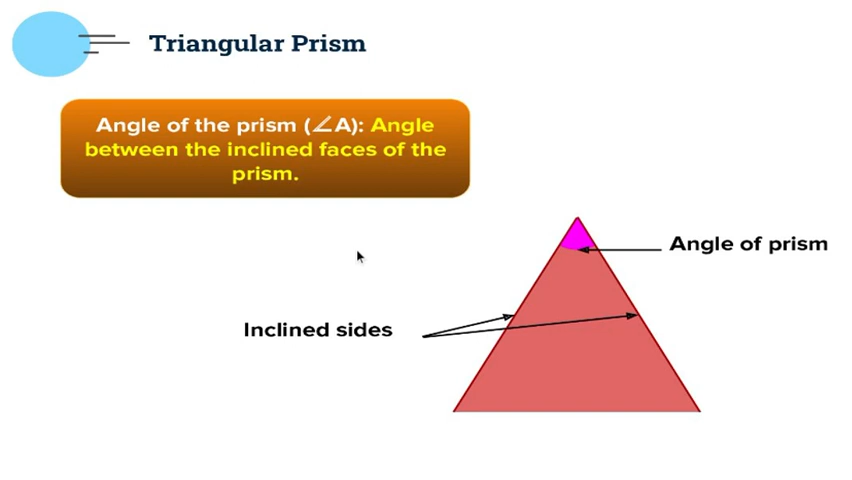 Triangular Prism
Angle of the prism (∠A): Angle
between the inclined faces of the
prism.
Angle of prism
Inclined sides